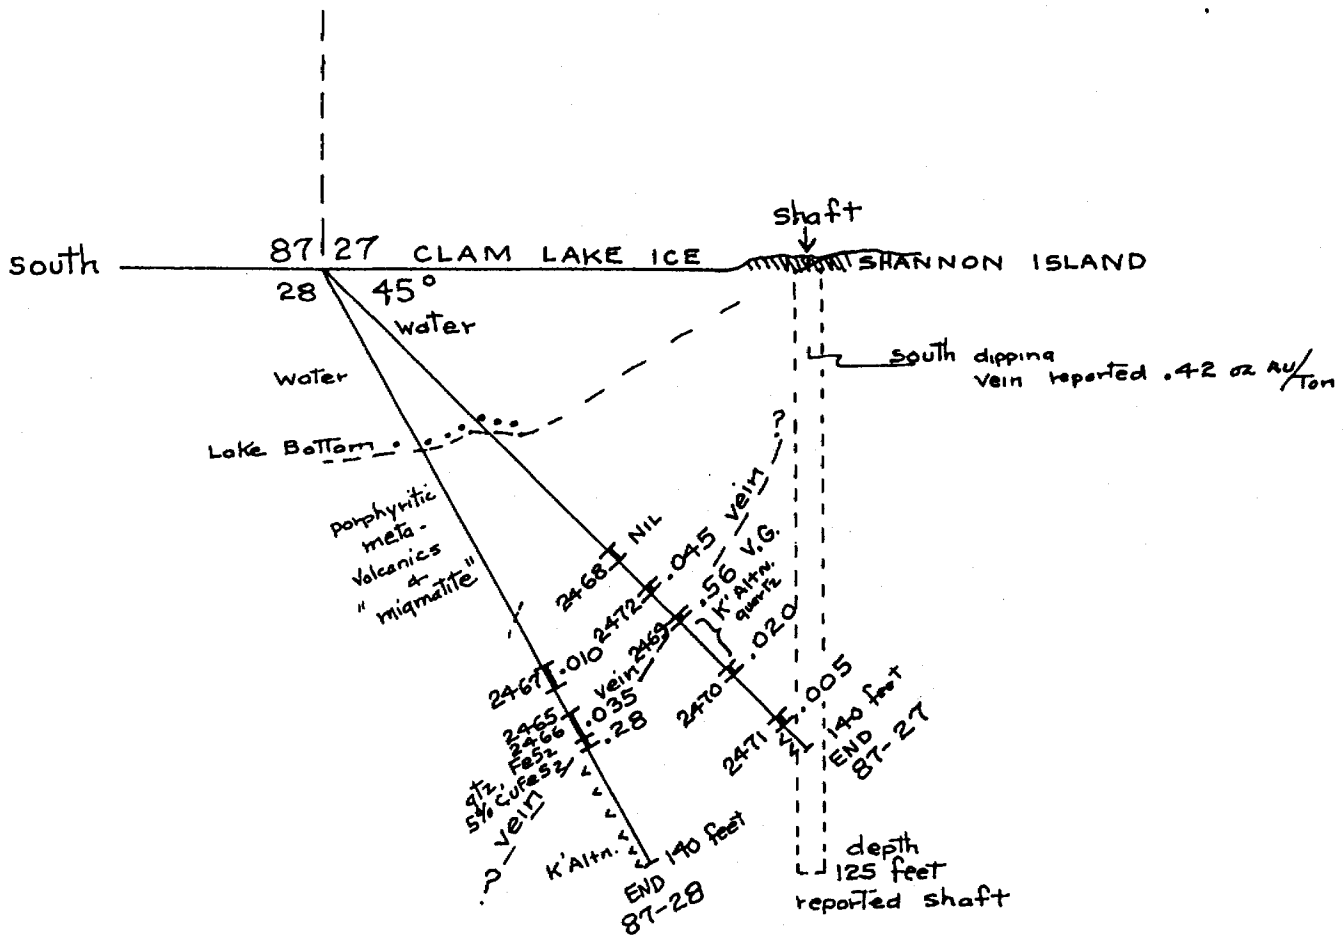 shaft
South
87 27
CLAM LAKE ICE
SHANNON ISLAND
28
45°
water
water
South dipping
vein reported .42 oz Au/Ton
Lake Bottom
?
vein
porphyritic
meta-
volcanics
&
"migmatite"
2468
NIL
2472
.045
2469
.56 V.G.
K'Altn.
quartz
2470
.020
2471
.005
140 feet
END
87-27
2467
.010
vein
2465
.035
2466
.28
FeS2
qtz,
5% CuFeS2
vein
?
K'Altn.
140 feet
END
87-28
depth
125 feet
reported shaft